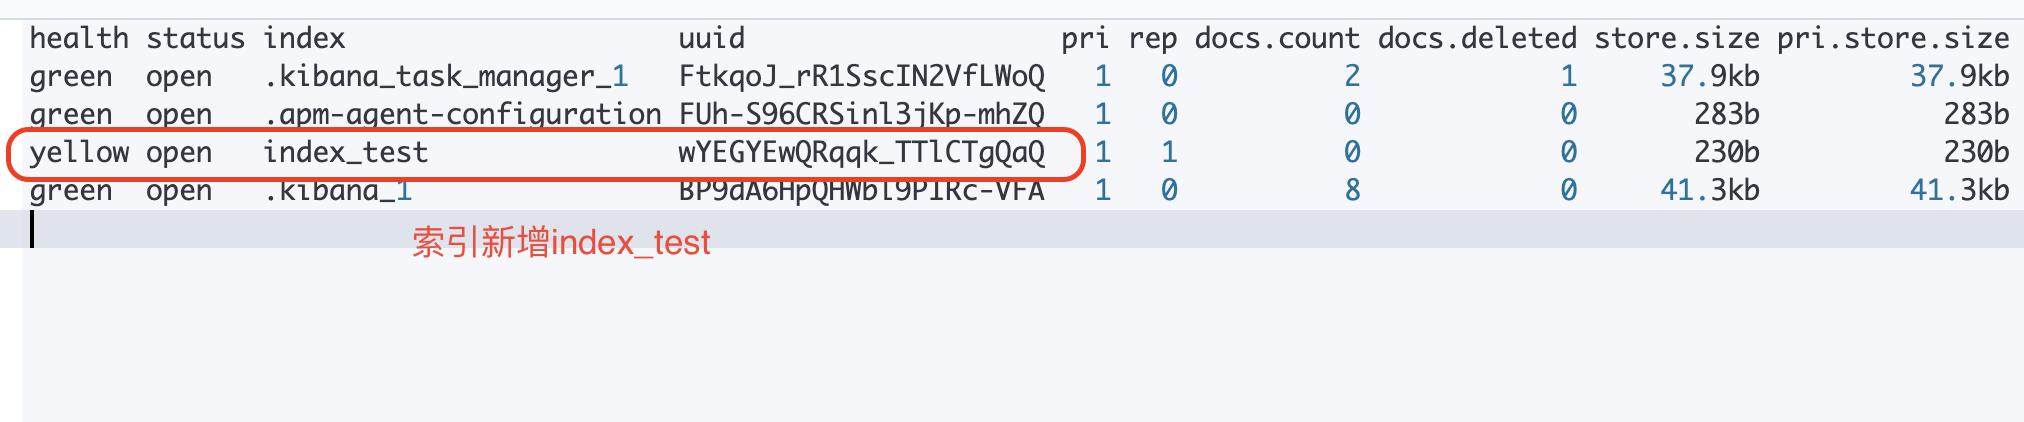 health status index uuid pri rep docs.count docs.deleted store.size pri.store.size
green open .kibana_task_manager_1 FtkqoJ_rR1SscIN2VfLWoQ 1 0 2 1 37.9kb 37.9kb
green open .apm-agent-configuration FUh-S96CRSinl3jKp-mhZQ 1 0 0 0 283b 283b
yellow open index_test wYEGYEwQRqqk_TTlCTgQaQ 1 1 0 0 230b 230b
green open .kibana_1 BP9dA6HpQHWbl9PIRc-VFA 1 0 8 0 41.3kb 41.3kb
索引新增index_test